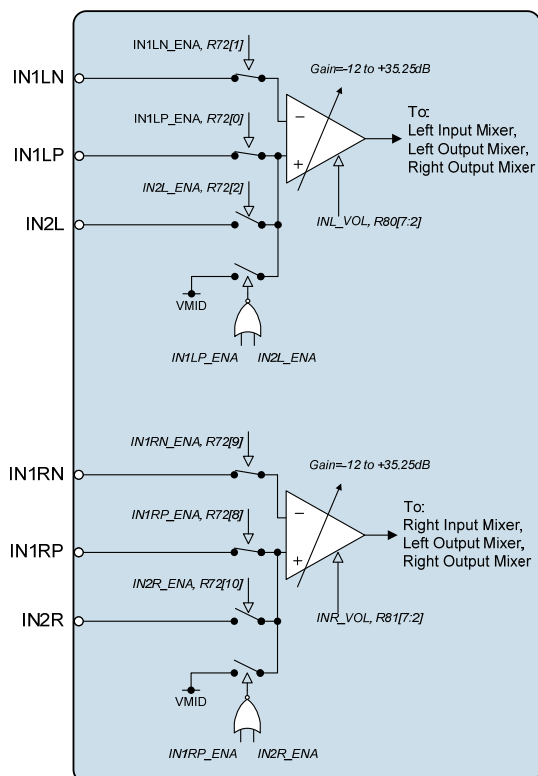 IN1LN_ENA, R72[1]
Gain=-12 to +35.25dB
IN1LN
IN1LP_ENA, R72[0]
−
To:
Left Input Mixer,
Left Output Mixer,
Right Output Mixer
IN1LP
+
IN2L_ENA, R72[2]
IN2L
INL_VOL, R80[7:2]
VMID
IN1LP_ENA
IN2L_ENA
IN1RN_ENA, R72[9]
Gain=-12 to +35.25dB
IN1RN
IN1RP_ENA, R72[8]
−
To:
Right Input Mixer,
Left Output Mixer,
Right Output Mixer
IN1RP
+
IN2R_ENA, R72[10]
IN2R
INR_VOL, R81[7:2]
VMID
IN1RP_ENA
IN2R_ENA